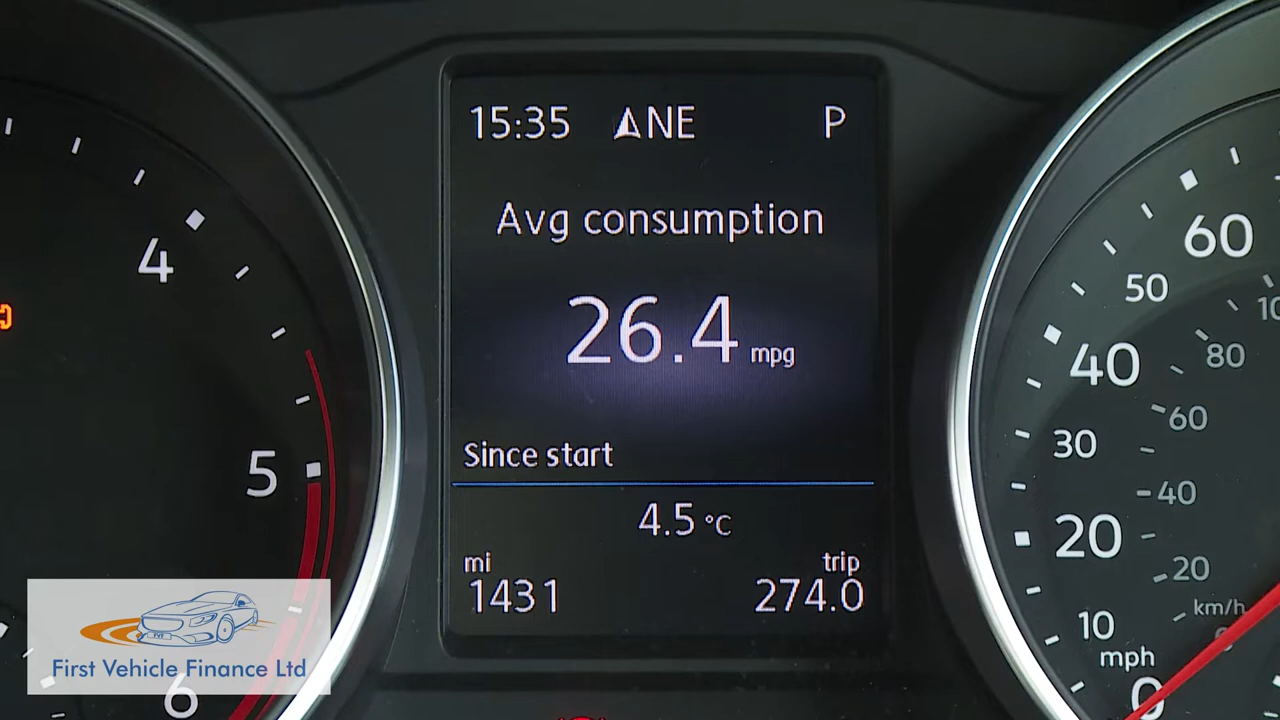 15:35 NE P
Avg consumption
26.4 mpg
Since start
4.5 °C
mi trip
1431 274.0
4
5
6
60
50
40
30
20
10
mph
0
80
60
40
20
km/h
First Vehicle Finance Ltd